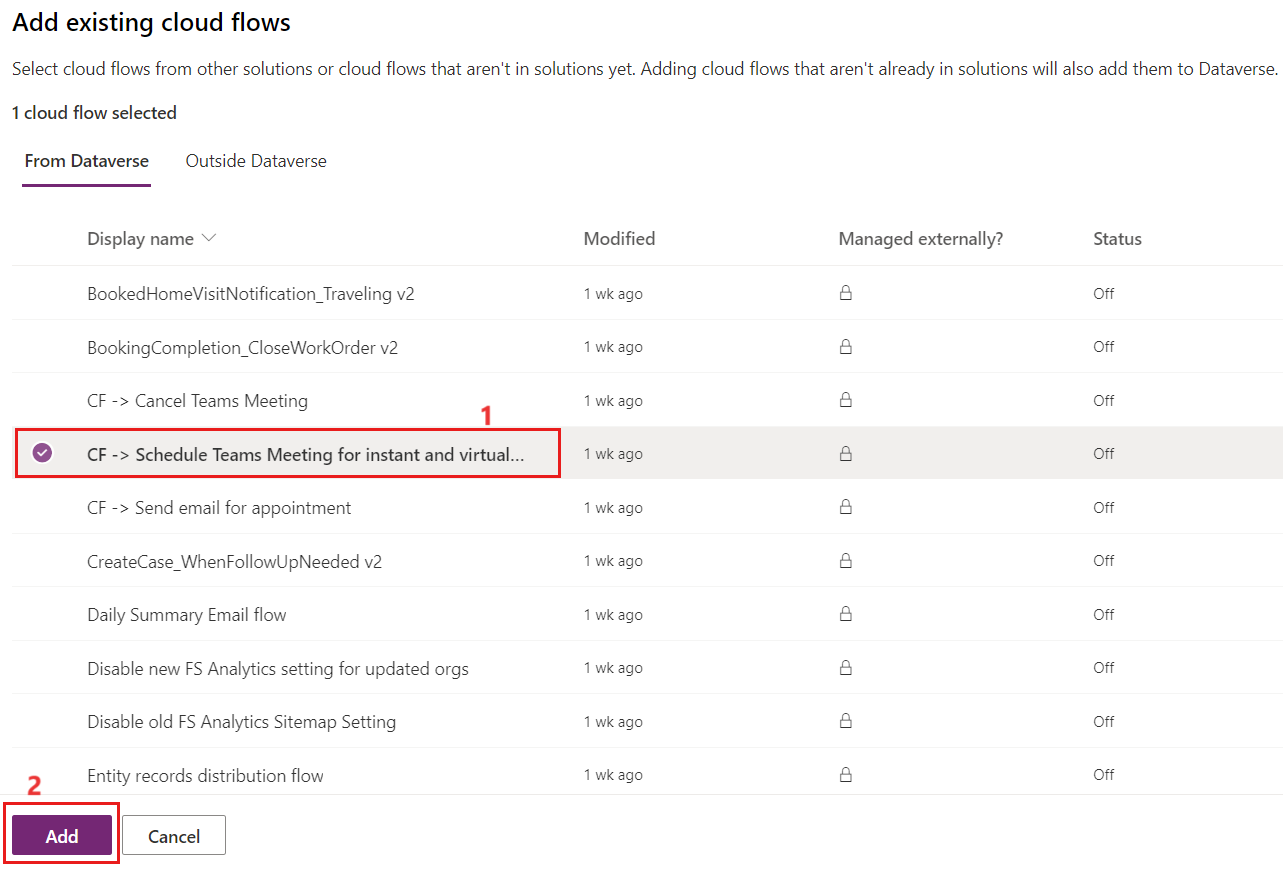 Add existing cloud flows
Select cloud flows from other solutions or cloud flows that aren't in solutions yet. Adding cloud flows that aren't already in solutions will also add them to Dataverse.
1 cloud flow selected
From Dataverse Outside Dataverse
Display name Modified Managed externally? Status
BookedHomeVisitNotification_Traveling v2 1 wk ago Off
BookingCompletion_CloseWorkOrder v2 1 wk ago Off
CF -> Cancel Teams Meeting 1 wk ago Off
1
CF -> Schedule Teams Meeting for instant and virtual... 1 wk ago Off
CF -> Send email for appointment 1 wk ago Off
CreateCase_WhenFollowUpNeeded v2 1 wk ago Off
Daily Summary Email flow 1 wk ago Off
Disable new FS Analytics setting for updated orgs 1 wk ago Off
Disable old FS Analytics Sitemap Setting 1 wk ago Off
Entity records distribution flow 1 wk ago Off
2
Add Cancel